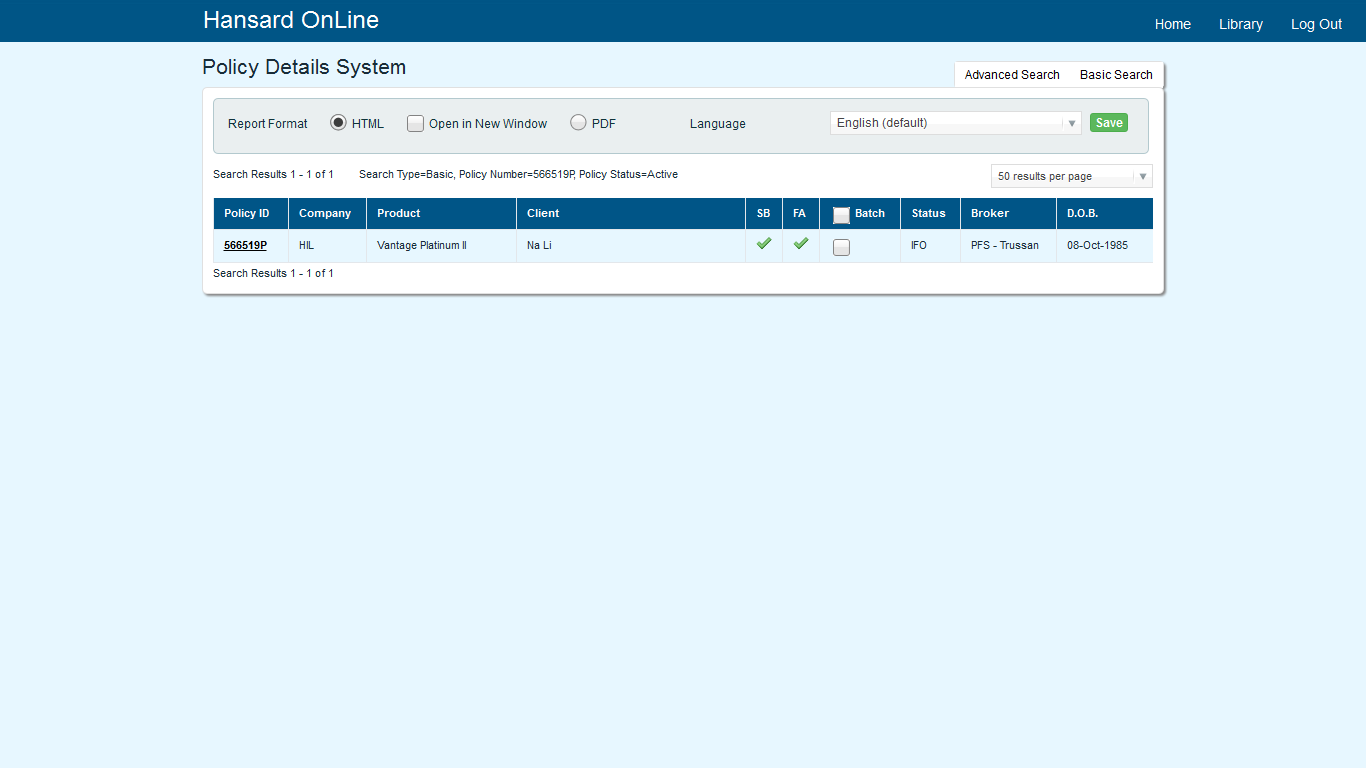 Hansard OnLine
Home Library Log Out
Policy Details System
Advanced Search Basic Search
Report Format HTML Open in New Window PDF Language English (default) Save
Search Results 1 - 1 of 1 Search Type=Basic, Policy Number=566519P, Policy Status=Active 50 results per page
Policy ID Company Product Client SB FA Batch Status Broker D.O.B.
566519P HIL Vantage Platinum II Na Li IFO PFS - Trussan 08-Oct-1985
Search Results 1 - 1 of 1